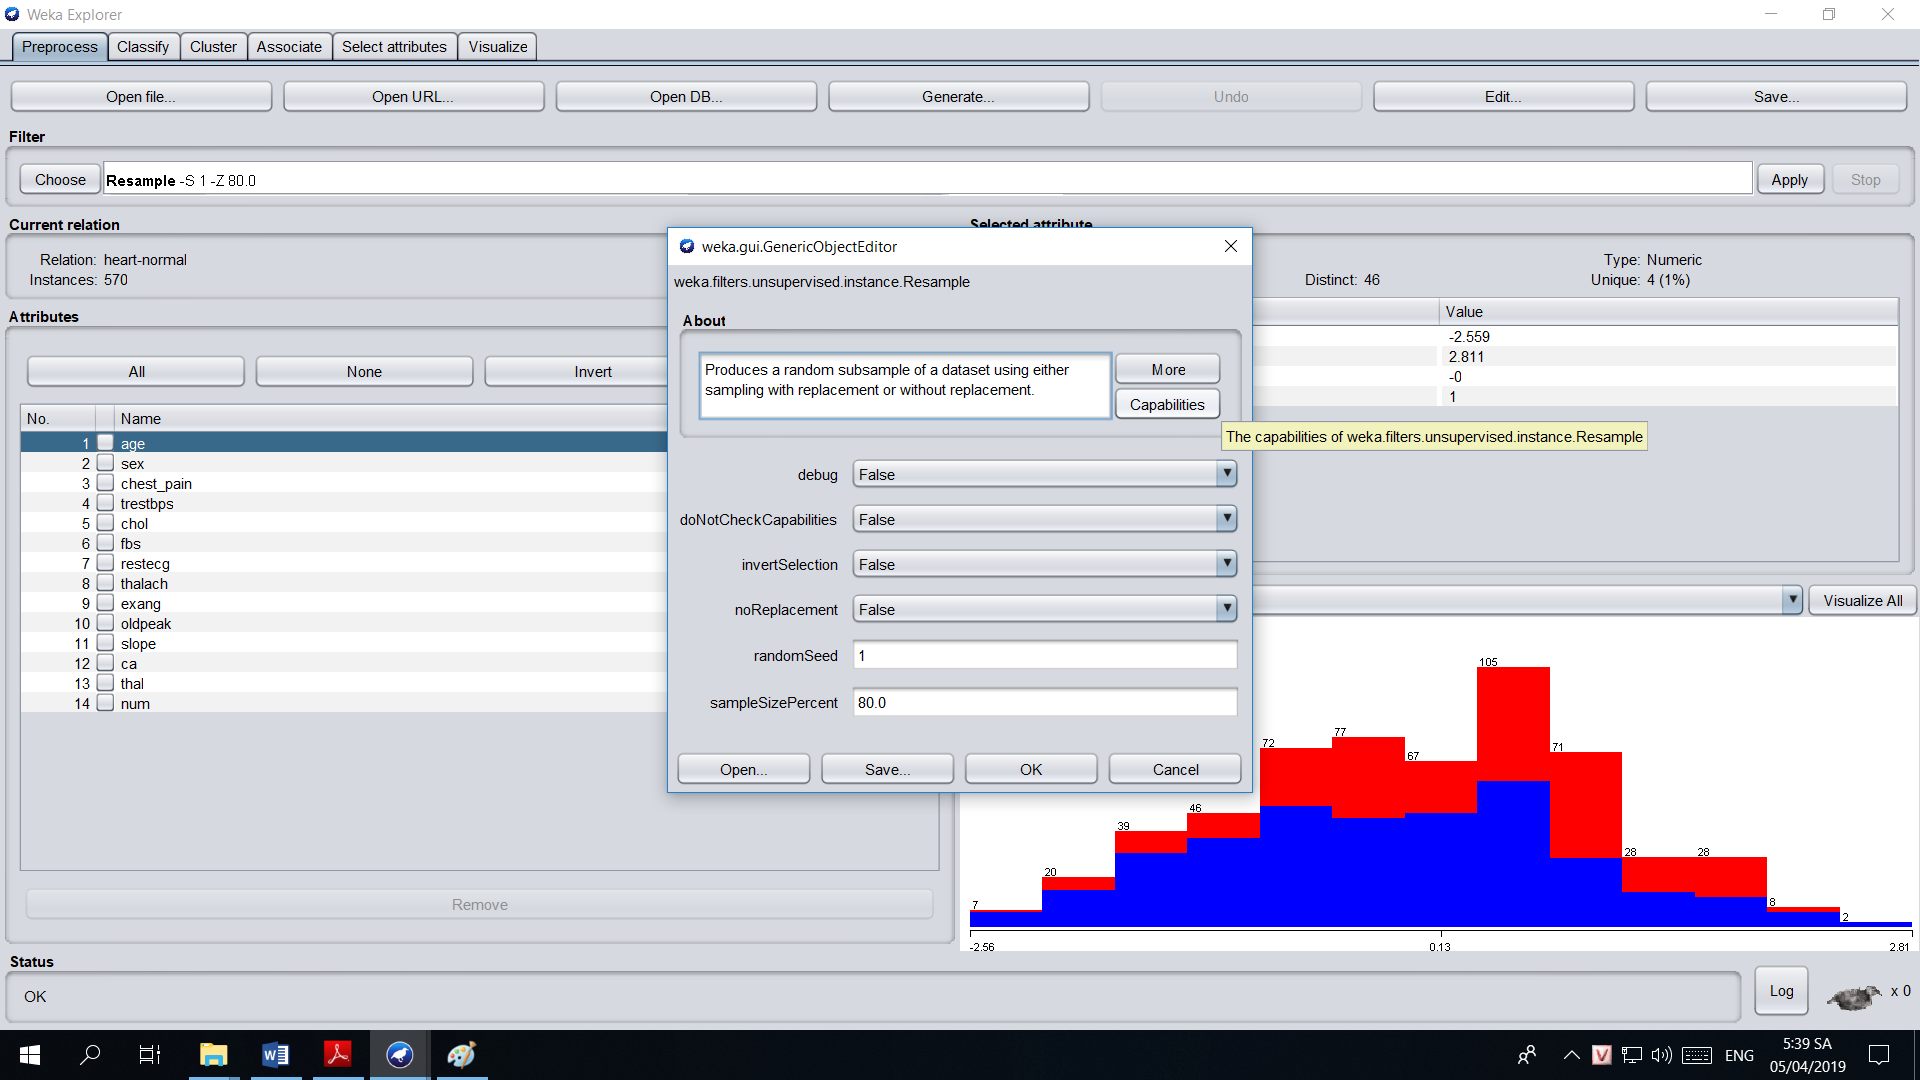 Weka Explorer
Preprocess Classify Cluster Associate Select attributes Visualize
Open file... Open URL... Open DB... Generate... Undo Edit... Save...
Filter
Choose Resample -S 1 -Z 80.0 Apply Stop
Current relation
Relation: heart-normal
Instances: 570
Attributes
All None Invert
No. Name
1 age
2 sex
3 chest_pain
4 trestbps
5 chol
6 fbs
7 restecg
8 thalach
9 exang
10 oldpeak
11 slope
12 ca
13 thal
14 num
Remove
weka.gui.GenericObjectEditor
weka.filters.unsupervised.instance.Resample
About
Produces a random subsample of a dataset using either
sampling with replacement or without replacement.
More
Capabilities
The capabilities of weka.filters.unsupervised.instance.Resample
debug False
doNotCheckCapabilities False
invertSelection False
noReplacement False
randomSeed 1
sampleSizePercent 80.0
Open... Save... OK Cancel
Selected attribute
Type: Numeric
Distinct: 46 Unique: 4 (1%)
Value
-2.559
2.811
-0
1
Visualize All
7 20 39 46 72 77 67 105 71 28 28 8 2
-2.56 0.13 2.81
Status
OK
Log x 0
ENG
5:39 SA
05/04/2019